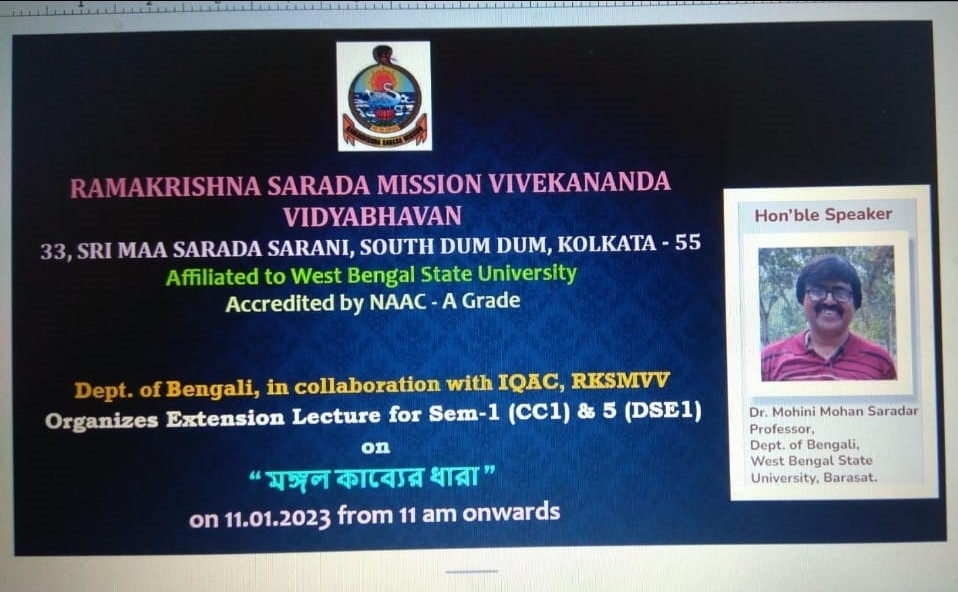 RAMAKRISHNA SARADA MISSION VIVEKANANDA
VIDYABHAVAN
33, SRI MAA SARADA SARANI, SOUTH DUM DUM, KOLKATA - 55
Affiliated to West Bengal State University
Accredited by NAAC - A Grade
Dept. of Bengali, in collaboration with IQAC, RKSMVV
Organizes Extension Lecture for Sem-1 (CC1) & 5 (DSE1)
on
“ মঙ্গল কাব্যের ধারা ”
on 11.01.2023 from 11 am onwards
Hon’ble Speaker
Dr. Mohini Mohan Saradar
Professor,
Dept. of Bengali,
West Bengal State
University, Barasat.